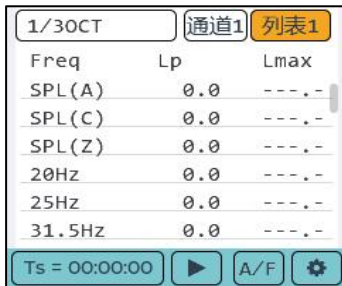 1/3OCT 通道1 列表1
Freq Lp Lmax
SPL(A) 0.0 ---.-
SPL(C) 0.0 ---.-
SPL(Z) 0.0 ---.-
20Hz 0.0 ---.-
25Hz 0.0 ---.-
31.5Hz 0.0 ---.-
Ts = 00:00:00 A/F